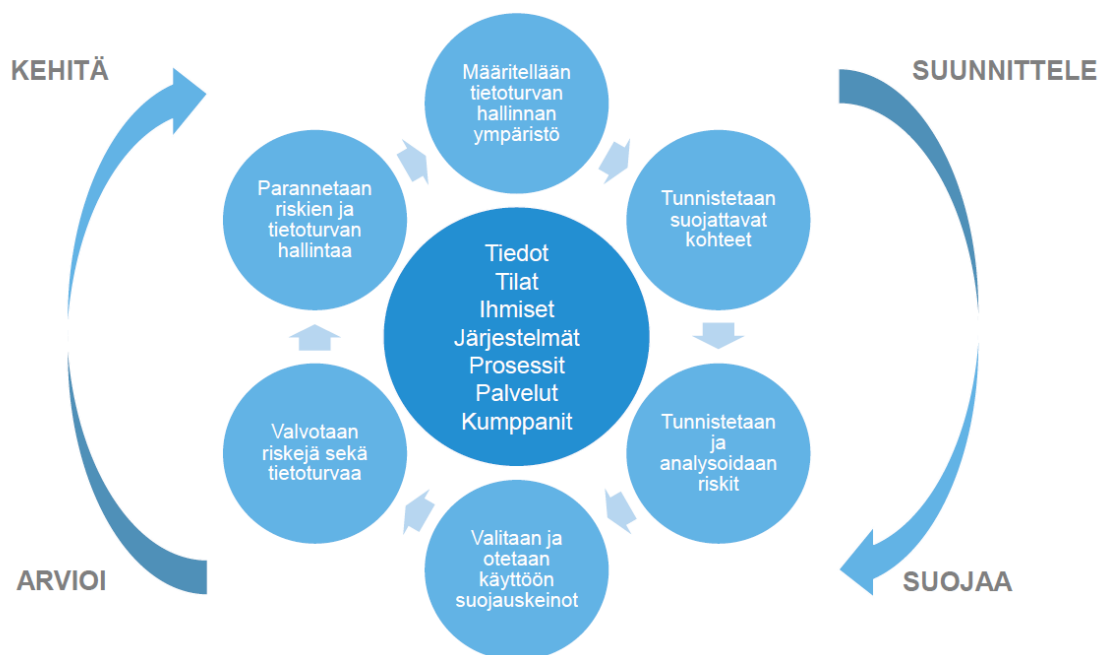 KEHITÄ
SUUNNITTELE
Määritellään
tietoturvan
hallinnan
ympäristö
Tunnistetaan
suojattavat
kohteet
Tunnistetaan
ja
analysoidaan
riskit
Valitaan ja
otetaan
käyttöön
suojauskeinot
Valvotaan
riskejä sekä
tietoturvaa
Parannetaan
riskien ja
tietoturvan
hallintaa
Tiedot
Tilat
Ihmiset
Järjestelmät
Prosessit
Palvelut
Kumppanit
ARVIOI
SUOJAA